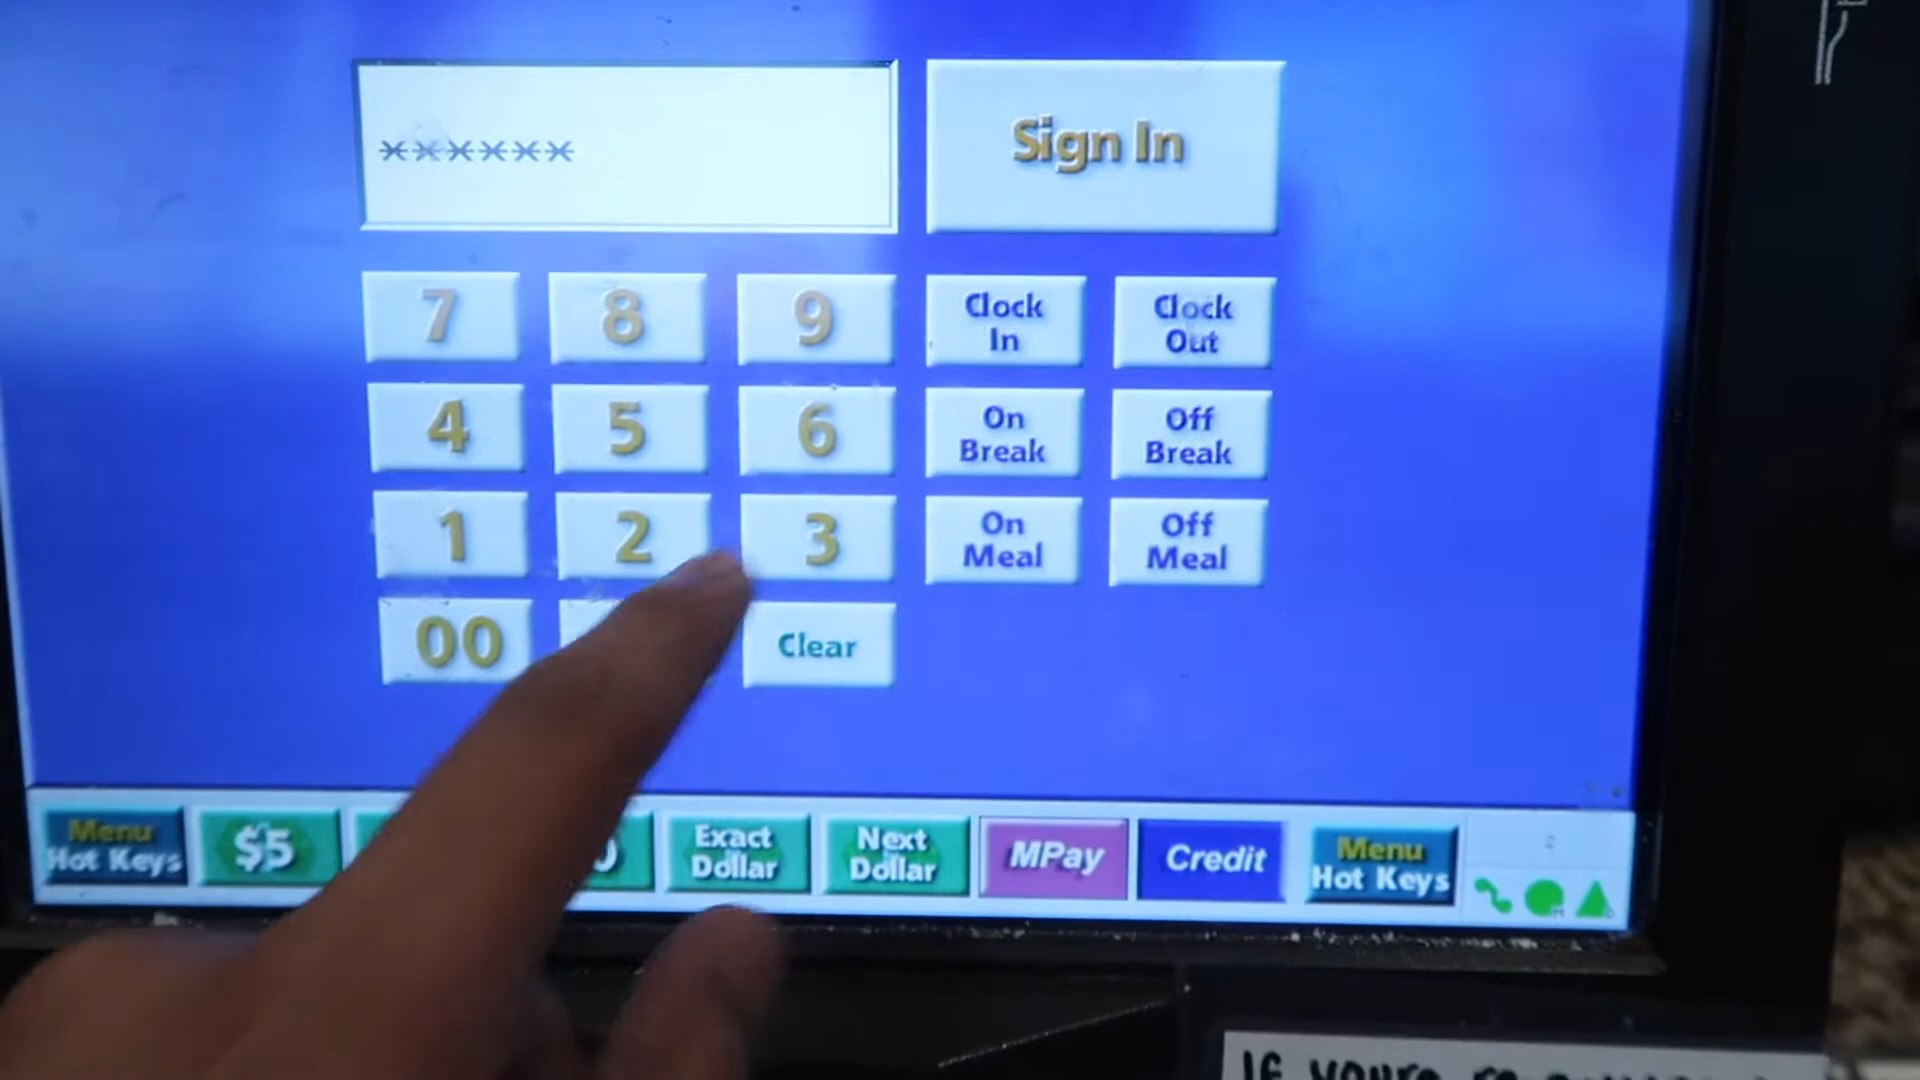 ******
Sign In
7 8 9 Clock In Clock Out
4 5 6 On Break Off Break
1 2 3 On Meal Off Meal
00 Clear
Menu Hot Keys $5 Exact Dollar Next Dollar MPay Credit Menu Hot Keys
IF